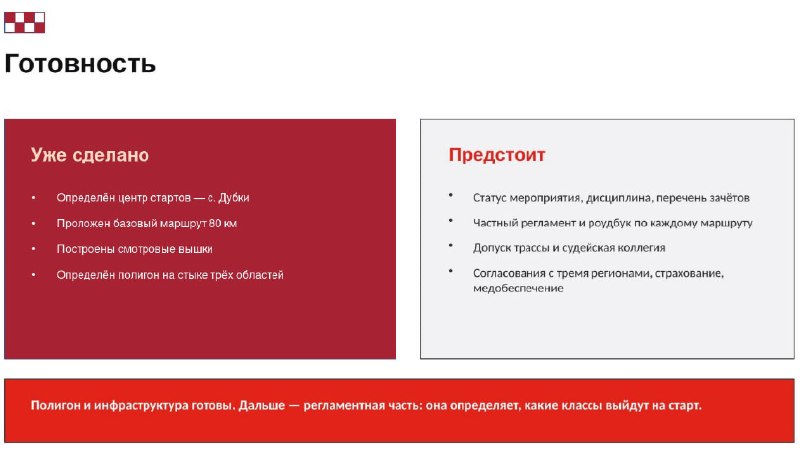 Готовность
Уже сделано
• Определён центр стартов — с. Дубки
• Проложен базовый маршрут 80 км
• Построены смотровые вышки
• Определён полигон на стыке трёх областей
Предстоит
• Статус мероприятия, дисциплина, перечень зачётов
• Частный регламент и роудбук по каждому маршруту
• Допуск трассы и судейская коллегия
• Согласования с тремя регионами, страхование,
медобеспечение
Полигон и инфраструктура готовы. Дальше — регламентная часть: она определяет, какие классы выйдут на старт.